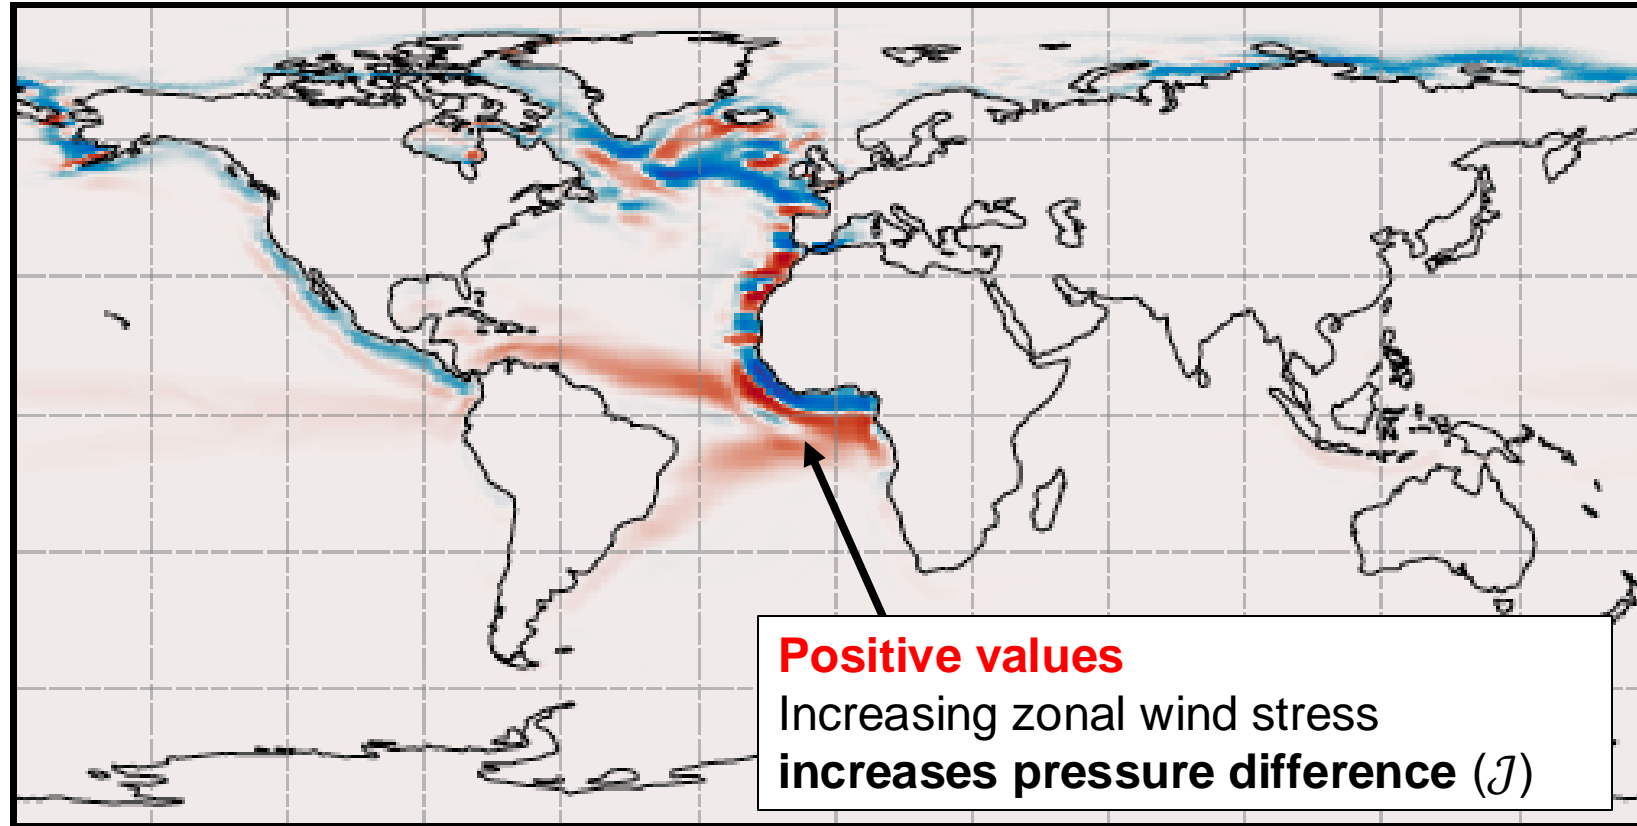 Positive values
Increasing zonal wind stress
increases pressure difference (𝒥)